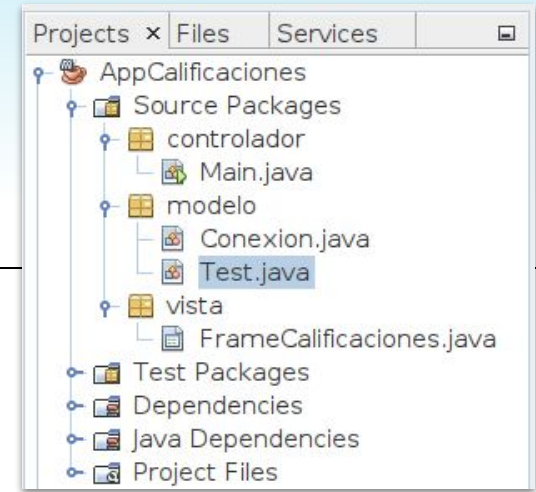 Projects Files Services
AppCalificaciones
Source Packages
controlador
Main.java
modelo
Conexion.java
Test.java
vista
FrameCalificaciones.java
Test Packages
Dependencies
Java Dependencies
Project Files